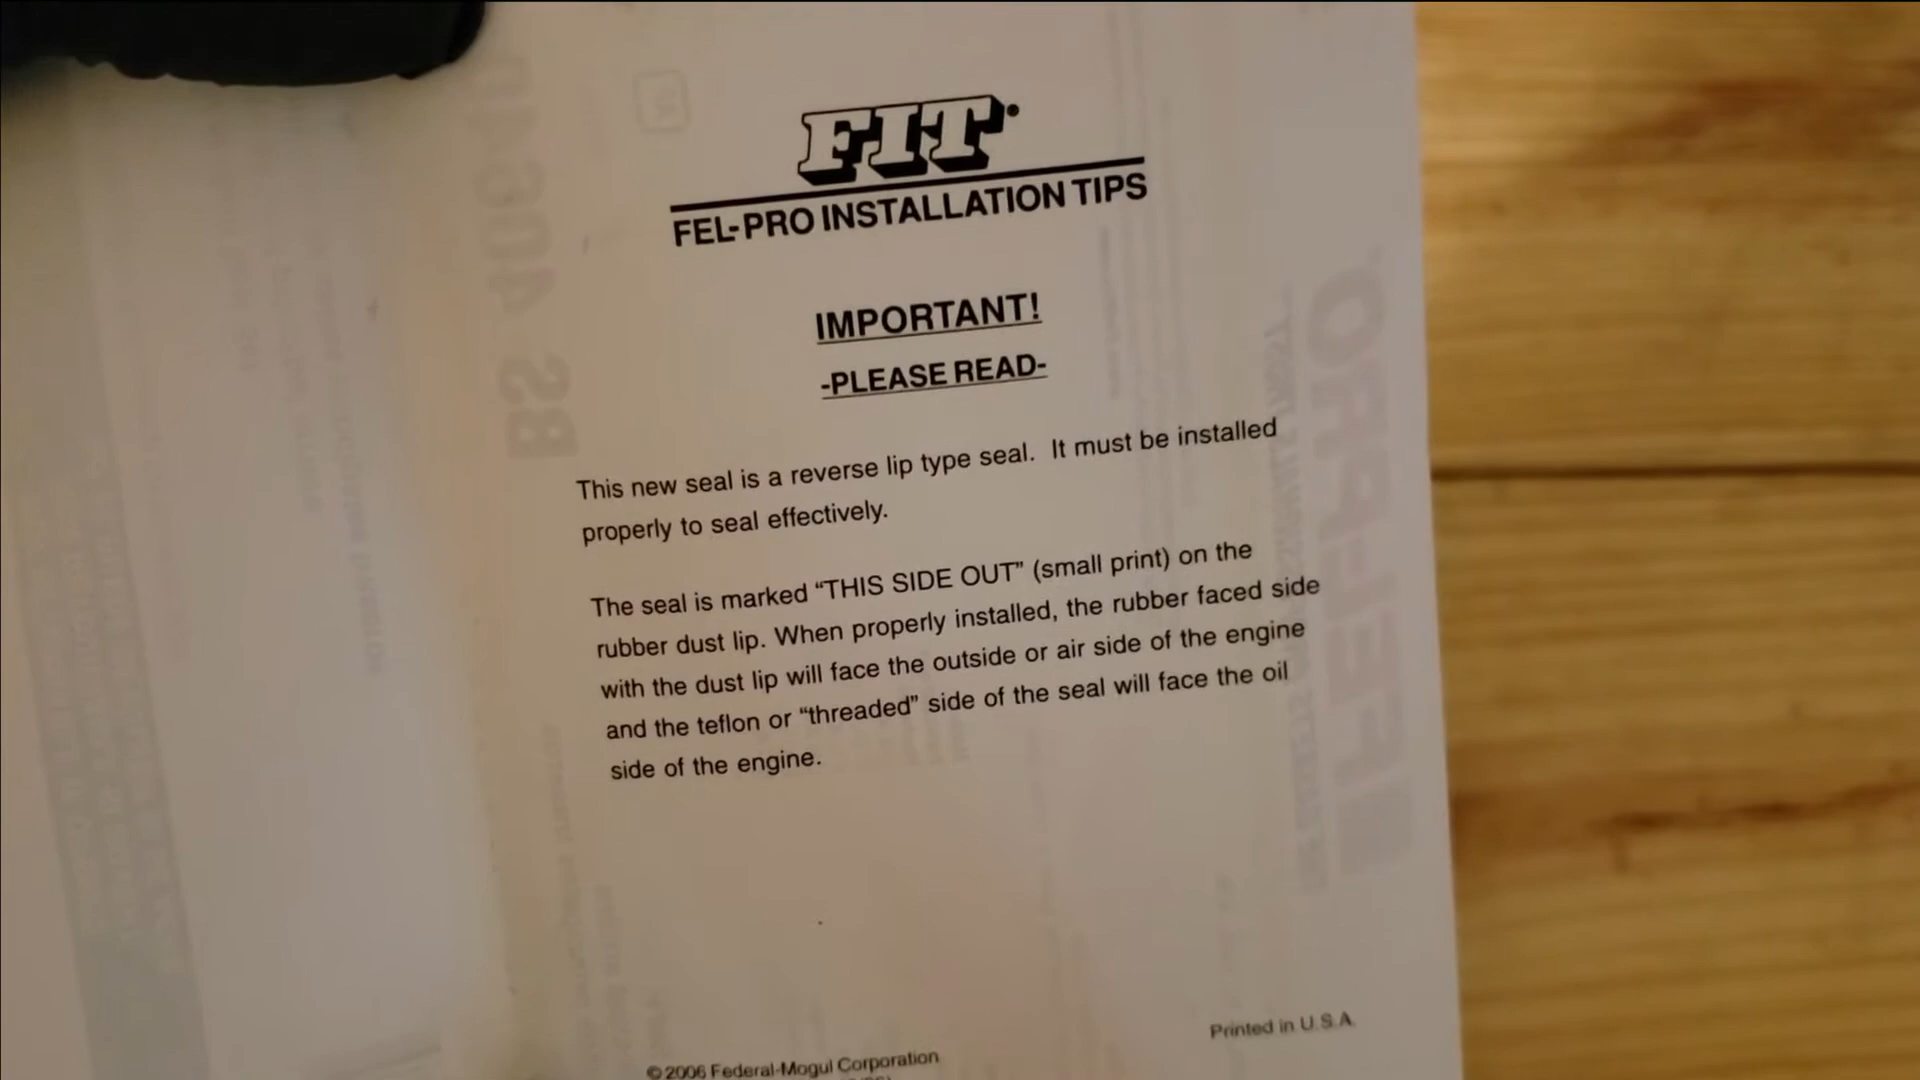 FIT
FEL-PRO INSTALLATION TIPS
IMPORTANT!
-PLEASE READ-
This new seal is a reverse lip type seal. It must be installed
properly to seal effectively.
The seal is marked “THIS SIDE OUT” (small print) on the
rubber dust lip. When properly installed, the rubber faced side
with the dust lip will face the outside or air side of the engine
and the teflon or “threaded” side of the seal will face the oil
side of the engine.
Printed in U.S.A.
©2006 Federal-Mogul Corporation